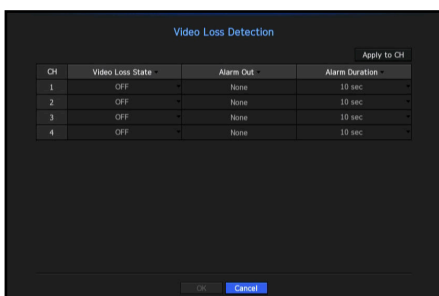 Video Loss Detection
Apply to CH
CH Video Loss State Alarm Out Alarm Duration
1 OFF None 10 sec
2 OFF None 10 sec
3 OFF None 10 sec
4 OFF None 10 sec
OK Cancel